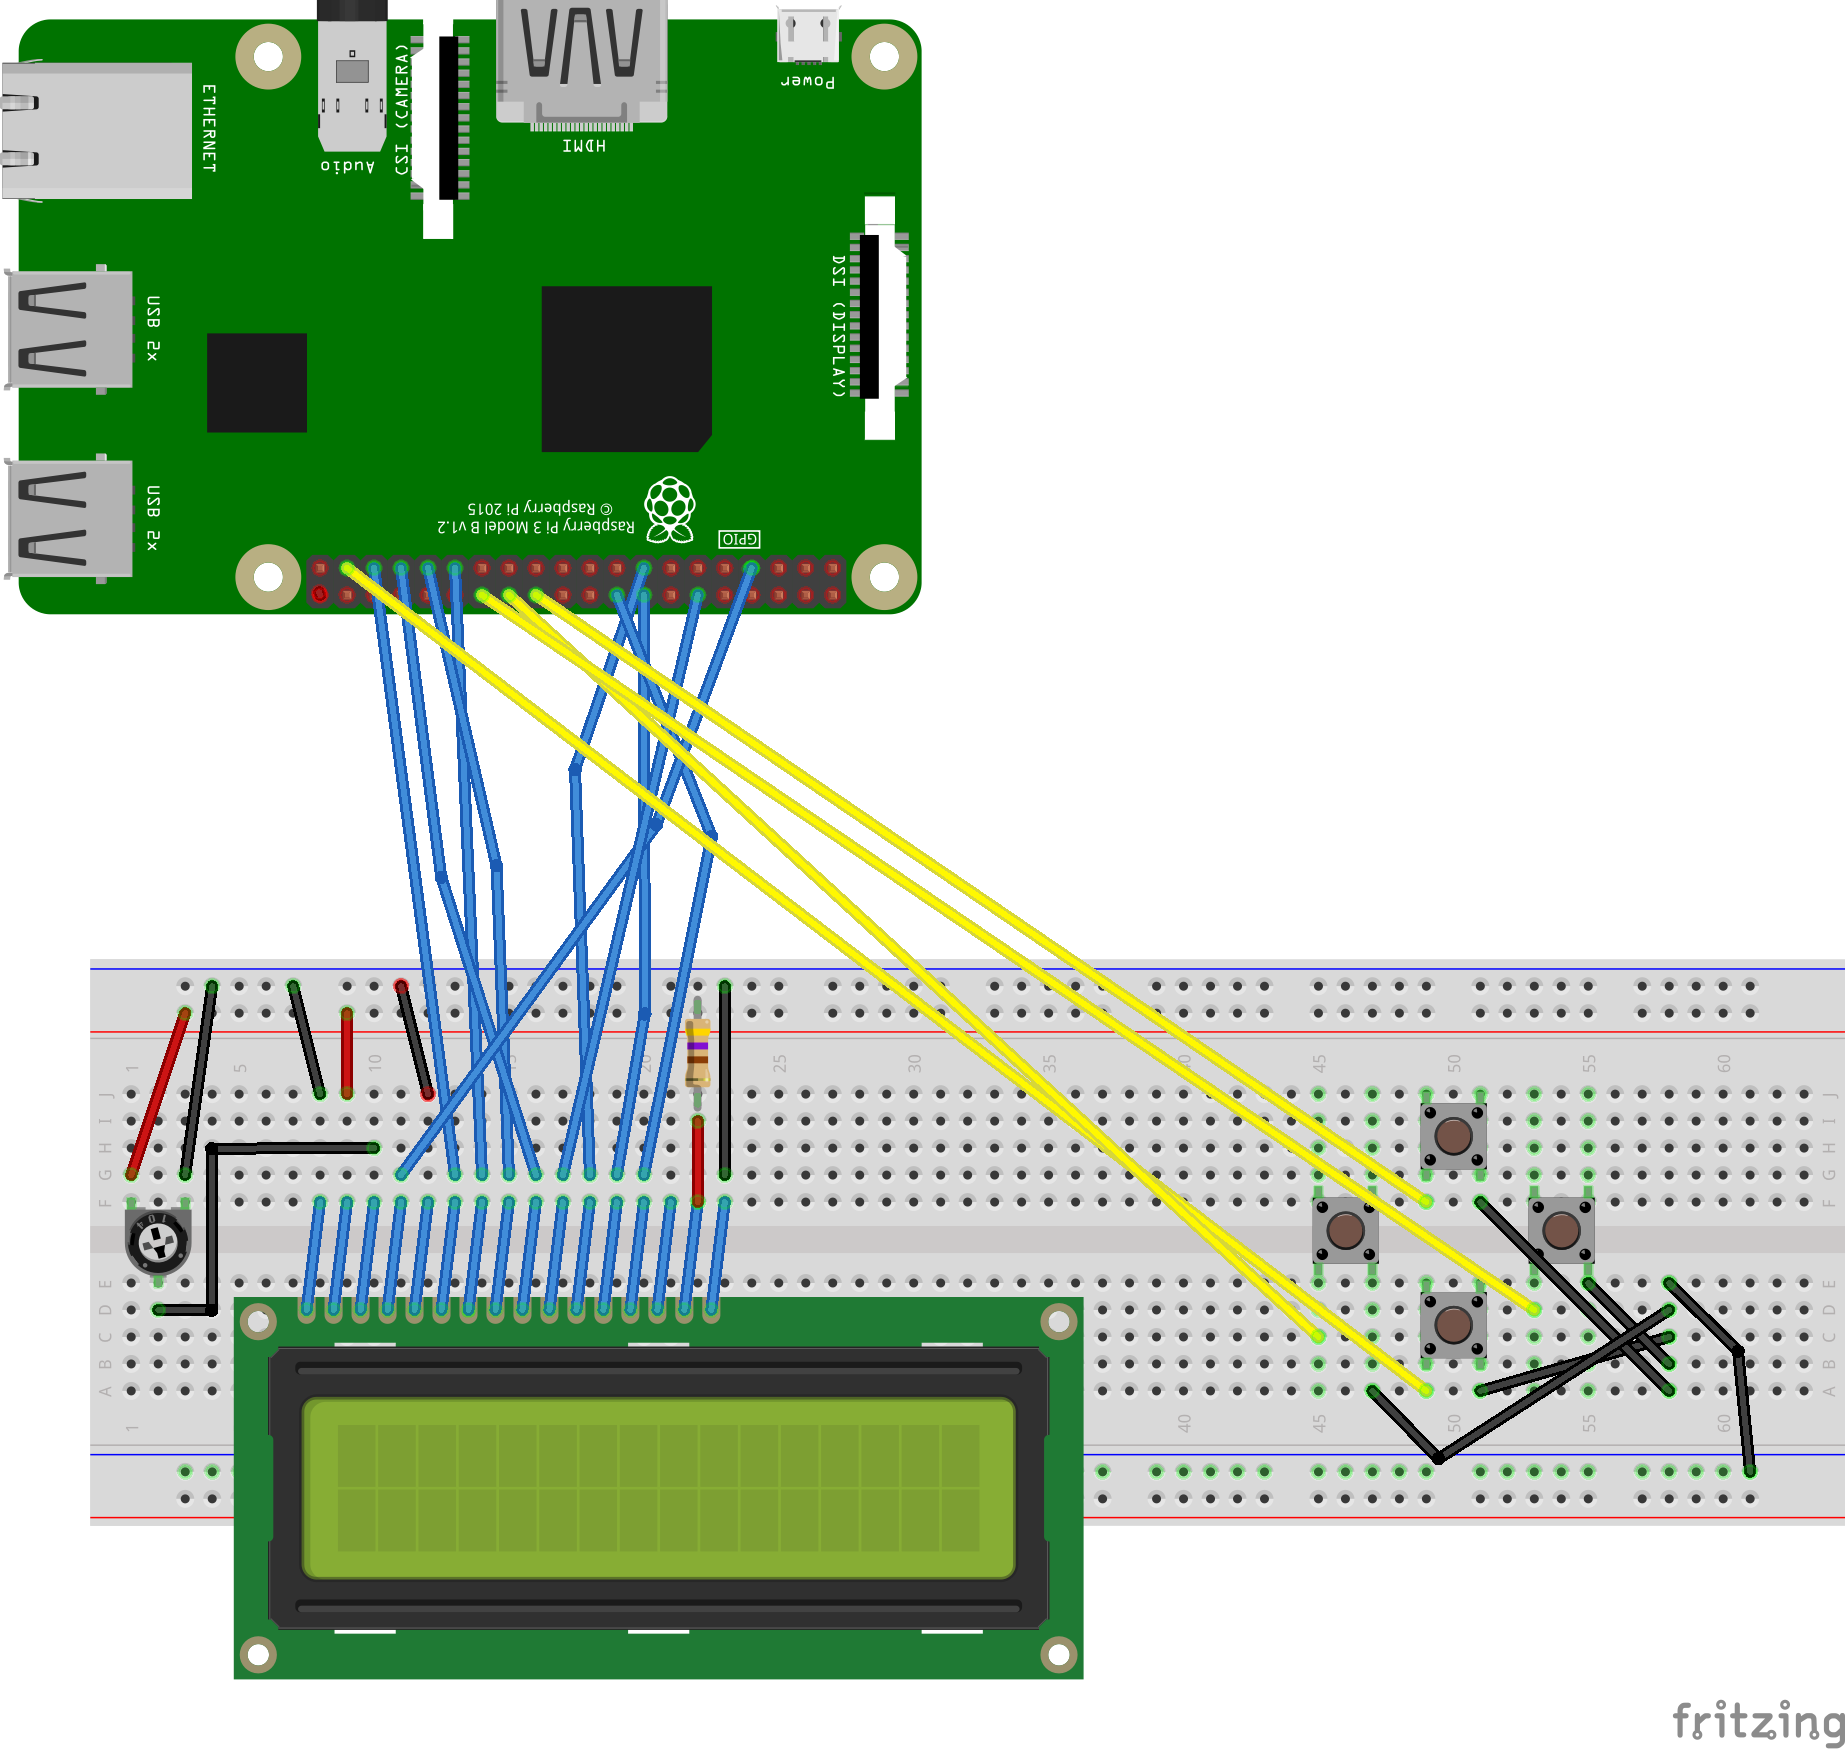 ETHERNET
Audio
CSI (CAMERA)
HDMI
Power
DSI (DISPLAY)
USB 2x
USB 2x
Raspberry Pi 3 Model B v1.2
© Raspberry Pi 2015
GPIO
1 5 10 15 20 25 30 35 40 45 50 55 60
J J
I I
H H
G G
F F
104
E E
D D
C C
B B
A A
1 40 45 50 55 60
fritzing